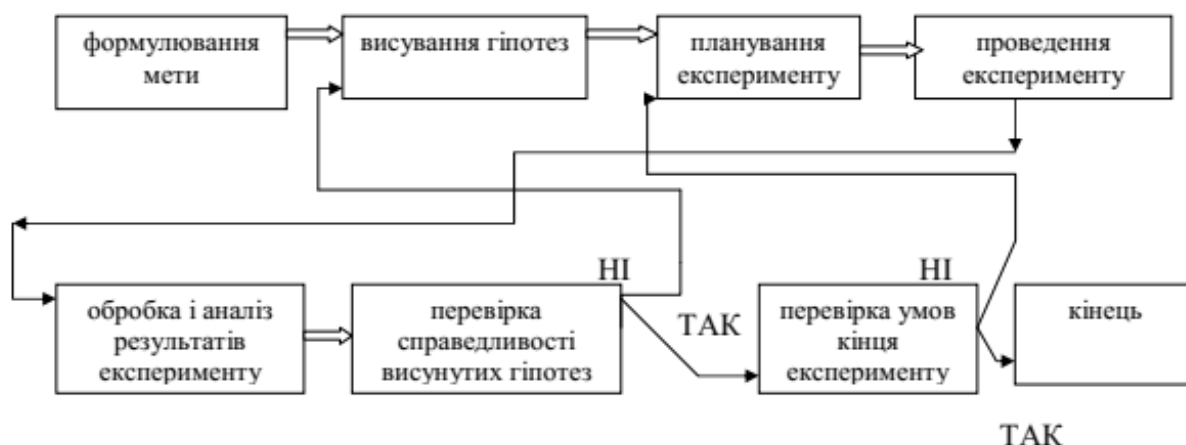 формулювання
мети
висування гіпотез
планування
експерименту
проведення
експерименту
НІ
НІ
обробка і аналіз
результатів
експерименту
перевірка
справедливості
висунутих гіпотез
ТАК
перевірка умов
кінця
експерименту
кінець
ТАК